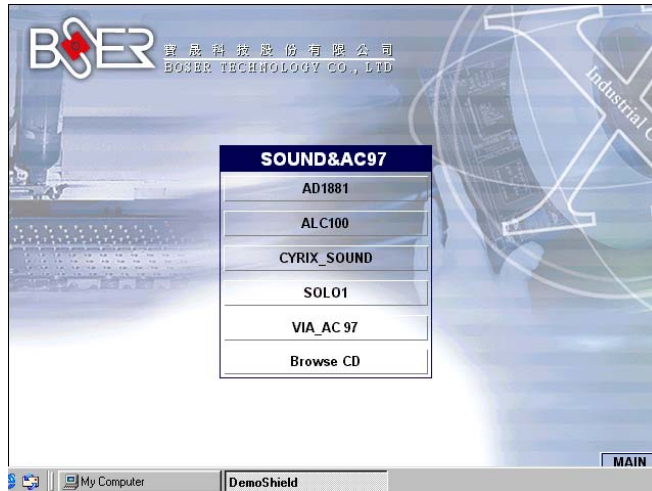 BOSER
寶晟科技股份有限公司
BOSER TECHNOLOGY CO., LTD
Industrial C
SOUND&AC97
AD1881
ALC100
CYRIX_SOUND
SOLO1
VIA_AC 97
Browse CD
MAIN
My Computer
DemoShield